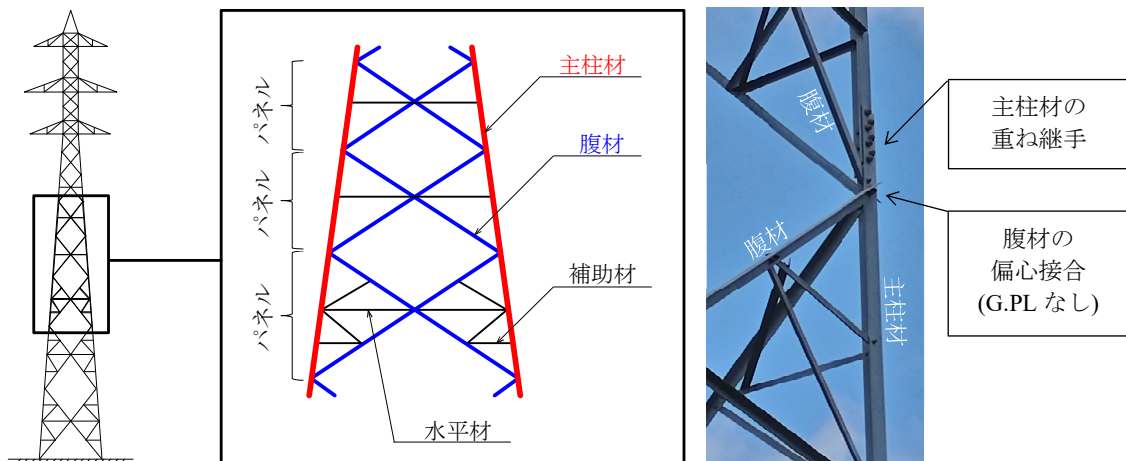 パネル
パネル
パネル
主柱材
腹材
補助材
水平材
腹材
腹材
主柱材
主柱材の
重ね継手
腹材の
偏心接合
(G.PL なし)